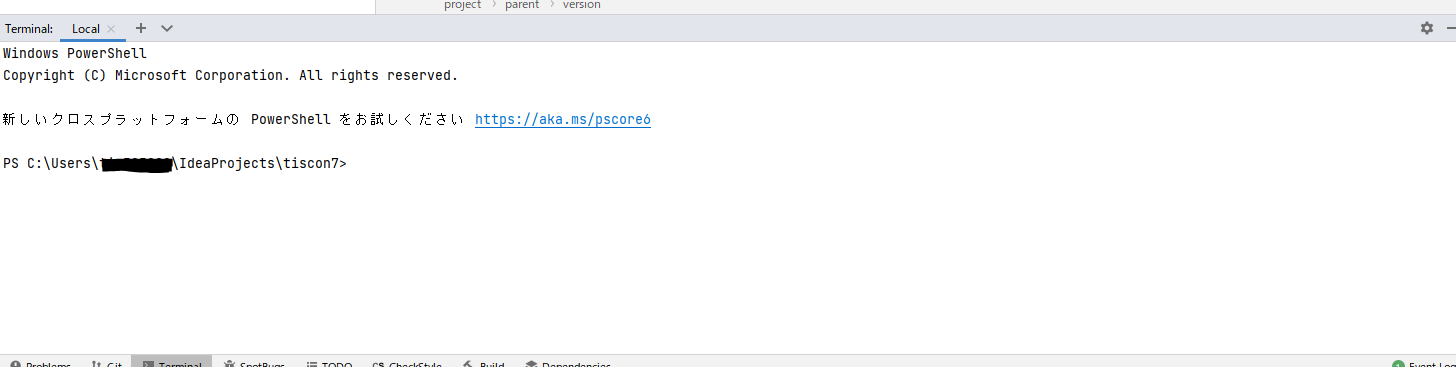 project > parent > version
Terminal: Local × +
Windows PowerShell
Copyright (C) Microsoft Corporation. All rights reserved.
新しいクロスプラットフォームの PowerShell をお試しください https://aka.ms/pscore6
PS C:\Users\ \IdeaProjects\tiscon7>
Problems Git Terminal SpotBugs TODO CheckStyle Build Dependencies 1 Event Log